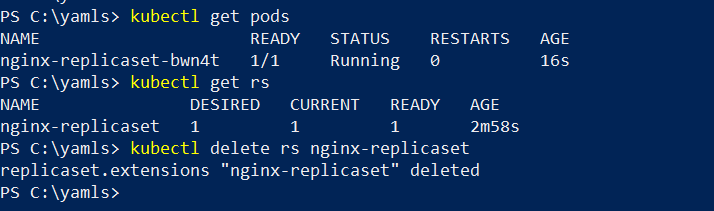 PS C:\yamls> kubectl get pods
NAME                     READY   STATUS    RESTARTS   AGE
nginx-replicaset-bwn4t   1/1     Running   0          16s
PS C:\yamls> kubectl get rs
NAME               DESIRED   CURRENT   READY   AGE
nginx-replicaset   1         1         1       2m58s
PS C:\yamls> kubectl delete rs nginx-replicaset
replicaset.extensions "nginx-replicaset" deleted
PS C:\yamls>